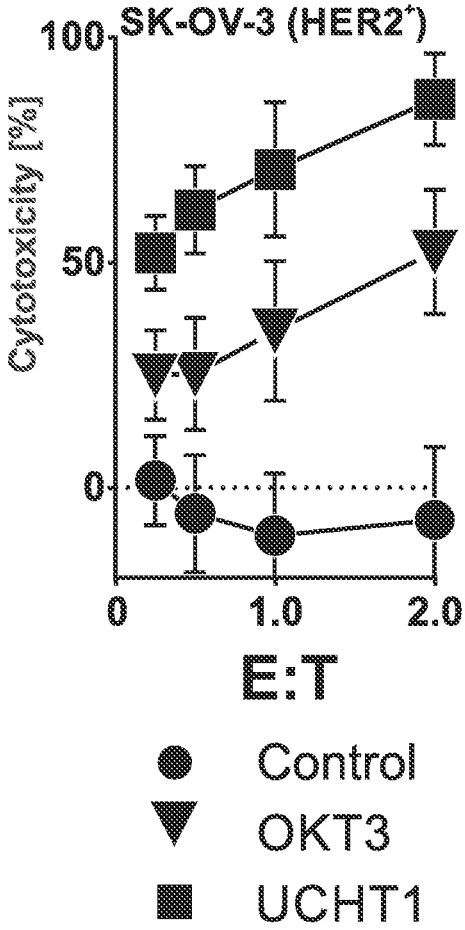 SK-OV-3 (HER2⁺)
Cytotoxicity [%]
100
50
0
0 1.0 2.0
E:T
Control
OKT3
UCHT1